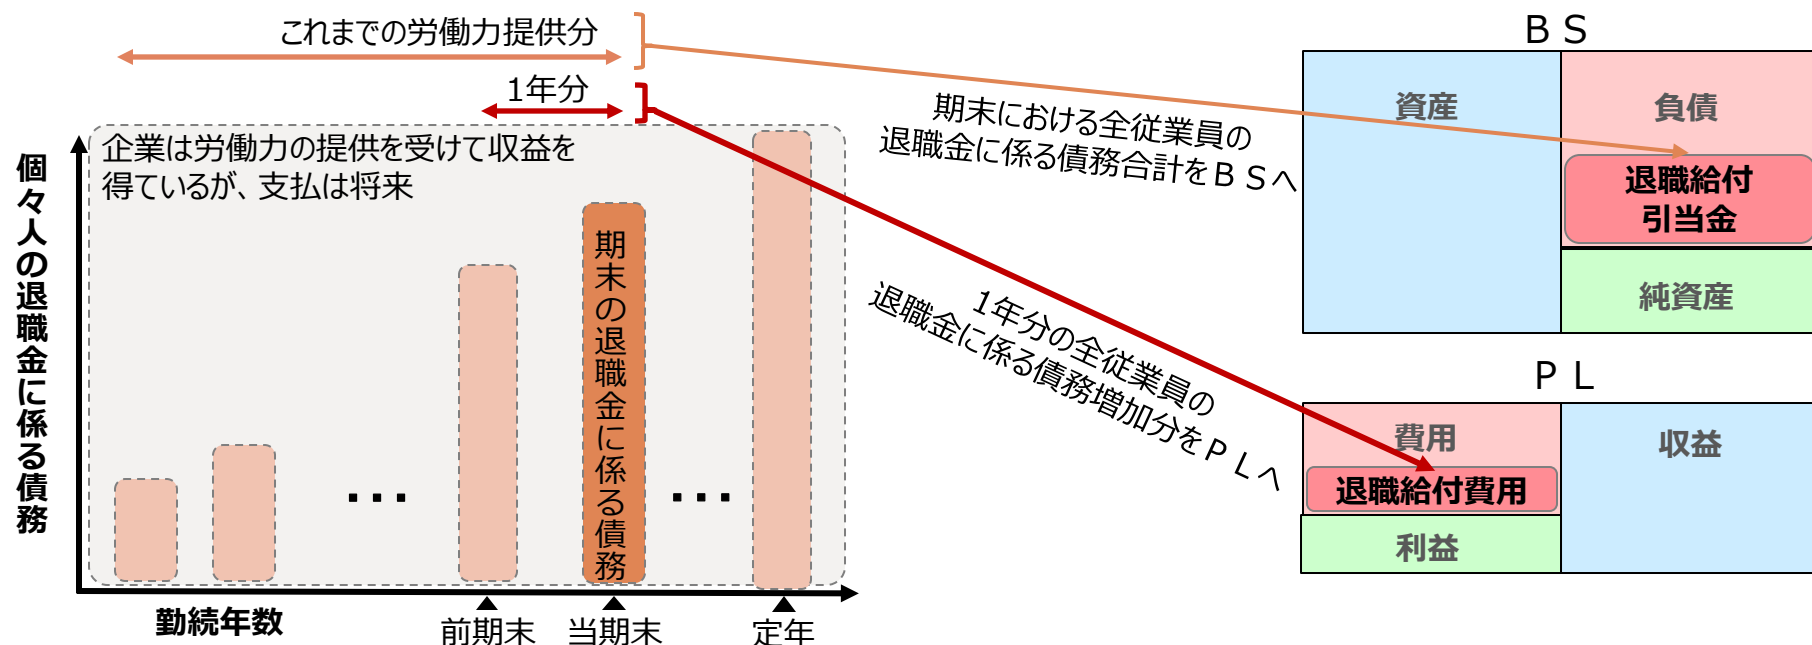 これまでの労働力提供分
1年分
企業は労働力の提供を受けて収益を
得ているが、支払は将来
個々人の退職金に係る債務
期末の退職金に係る債務
…
…
勤続年数
前期末
当期末
定年
期末における全従業員の
退職金に係る債務合計をＢＳへ
1年分の全従業員の
退職金に係る債務増加分をＰＬへ
ＢＳ
資産
負債
退職給付
引当金
純資産
ＰＬ
費用
退職給付費用
利益
収益